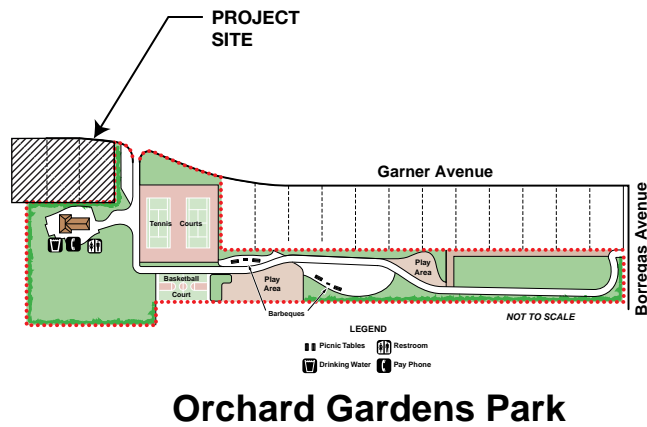 PROJECT
SITE
Garner Avenue
Borregas Avenue
Tennis Courts
Basketball
Court
Play
Area
Play
Area
Barbeques
NOT TO SCALE
LEGEND
Picnic Tables
Restroom
Drinking Water
Pay Phone
Orchard Gardens Park